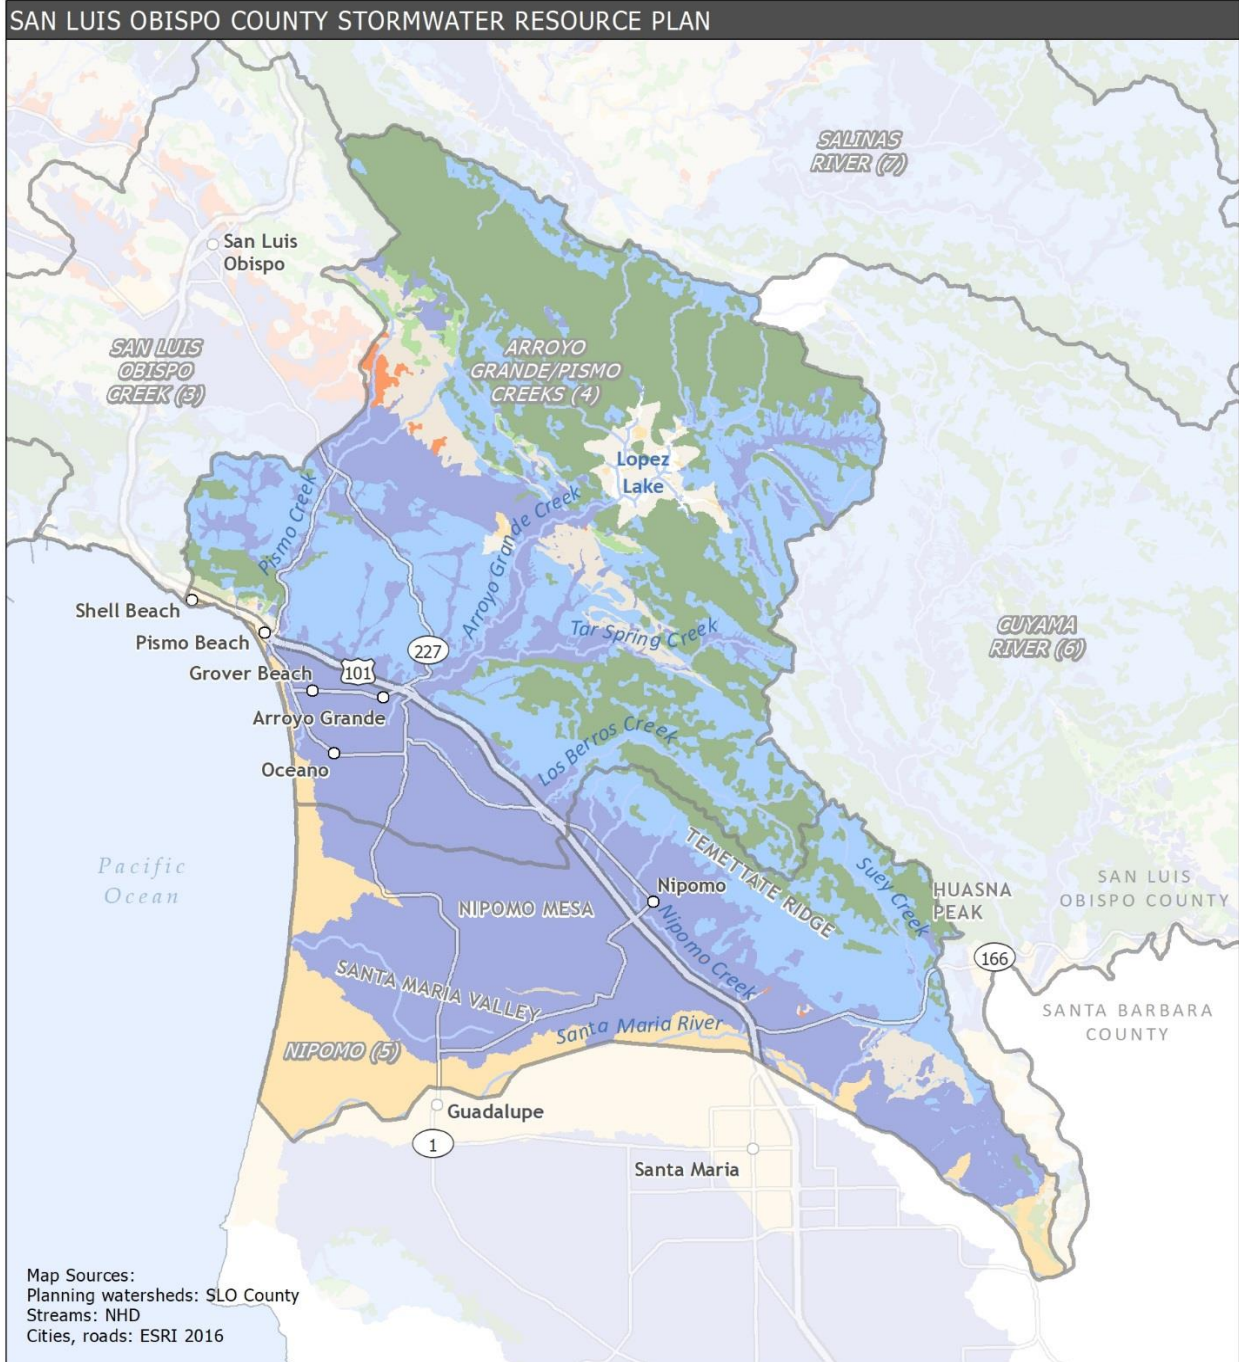 SAN LUIS OBISPO COUNTY STORMWATER RESOURCE PLAN
SALINAS
RIVER (7)
San Luis
Obispo
SAN LUIS
OBISPO
CREEK (3)
ARROYO
GRANDE/PISMO
CREEKS (4)
Lopez
Lake
Pismo Creek
Arroyo Grande Creek
Shell Beach
Pismo Beach
Tar Spring Creek
GUYAMA
RIVER (6)
227
101
Grover Beach
Arroyo Grande
Los Berros Creek
Oceano
TEMETTATE RIDGE
Suey Creek
Pacific
Ocean
Nipomo
HUASNA
PEAK
SAN LUIS
OBISPO COUNTY
NIPOMO MESA
Nipomo Creek
166
SANTA MARIA VALLEY
SANTA BARBARA
COUNTY
Santa Maria River
NIPOMO (5)
Guadalupe
1
Santa Maria
Map Sources:
Planning watersheds: SLO County
Streams: NHD
Cities, roads: ESRI 2016